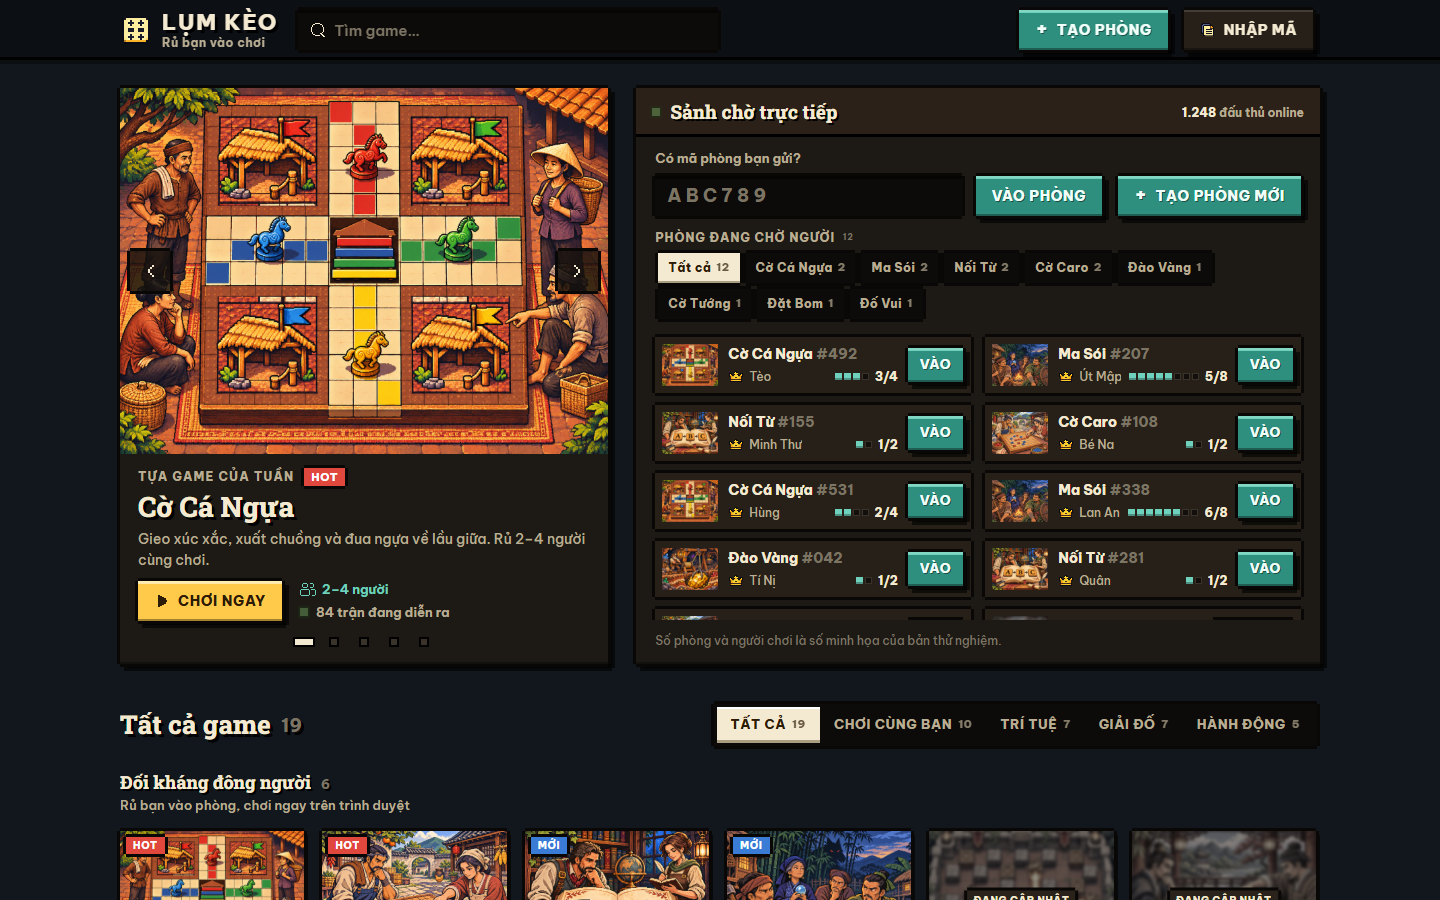 LỤM KÈO
Rủ bạn vào chơi
Tìm game...
+ TẠO PHÒNG
NHẬP MÃ
TỰA GAME CỦA TUẦN HOT
Cờ Cá Ngựa
Gieo xúc xắc, xuất chuồng và đua ngựa về lầu giữa. Rủ 2–4 người
cùng chơi.
CHƠI NGAY
2–4 người
84 trận đang diễn ra
Sảnh chờ trực tiếp
1.248 đấu thủ online
Có mã phòng bạn gửi?
ABC789
VÀO PHÒNG
+ TẠO PHÒNG MỚI
PHÒNG ĐANG CHỜ NGƯỜI 12
Tất cả 12 Cờ Cá Ngựa 2 Ma Sói 2 Nối Từ 2 Cờ Caro 2 Đào Vàng 1
Cờ Tướng 1 Đặt Bom 1 Đố Vui 1
Cờ Cá Ngựa #492
Tèo 3/4
VÀO
Ma Sói #207
Út Mập 5/8
VÀO
Nối Từ #155
Minh Thư 1/2
VÀO
Cờ Caro #108
Bé Na 1/2
VÀO
Cờ Cá Ngựa #531
Hùng 2/4
VÀO
Ma Sói #338
Lan An 6/8
VÀO
Đào Vàng #042
Tí Nị 1/2
VÀO
Nối Từ #281
Quân 1/2
VÀO
Số phòng và người chơi là số minh họa của bản thử nghiệm.
Tất cả game 19
TẤT CẢ 19 CHƠI CÙNG BẠN 10 TRÍ TUỆ 7 GIẢI ĐỐ 7 HÀNH ĐỘNG 5
Đối kháng đông người 6
Rủ bạn vào phòng, chơi ngay trên trình duyệt
HOT
HOT
MỚI
MỚI
ĐANG CẬP NHẬT
ĐANG CẬP NHẬT